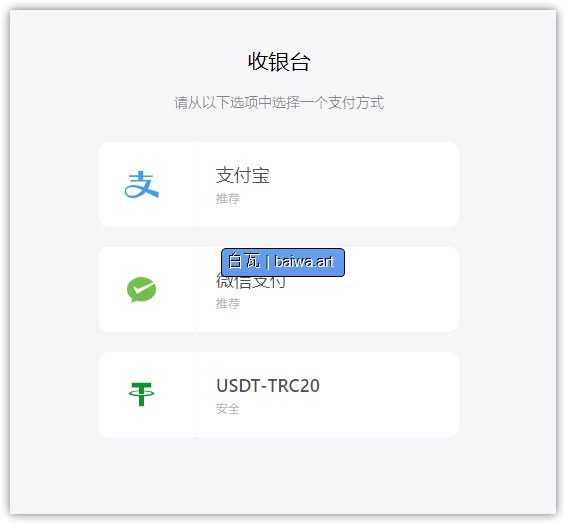 收银台
请从以下选项中选择一个支付方式
支付宝
推荐
白瓦 | baiwa.art
微信支付
推荐
USDT-TRC20
安全